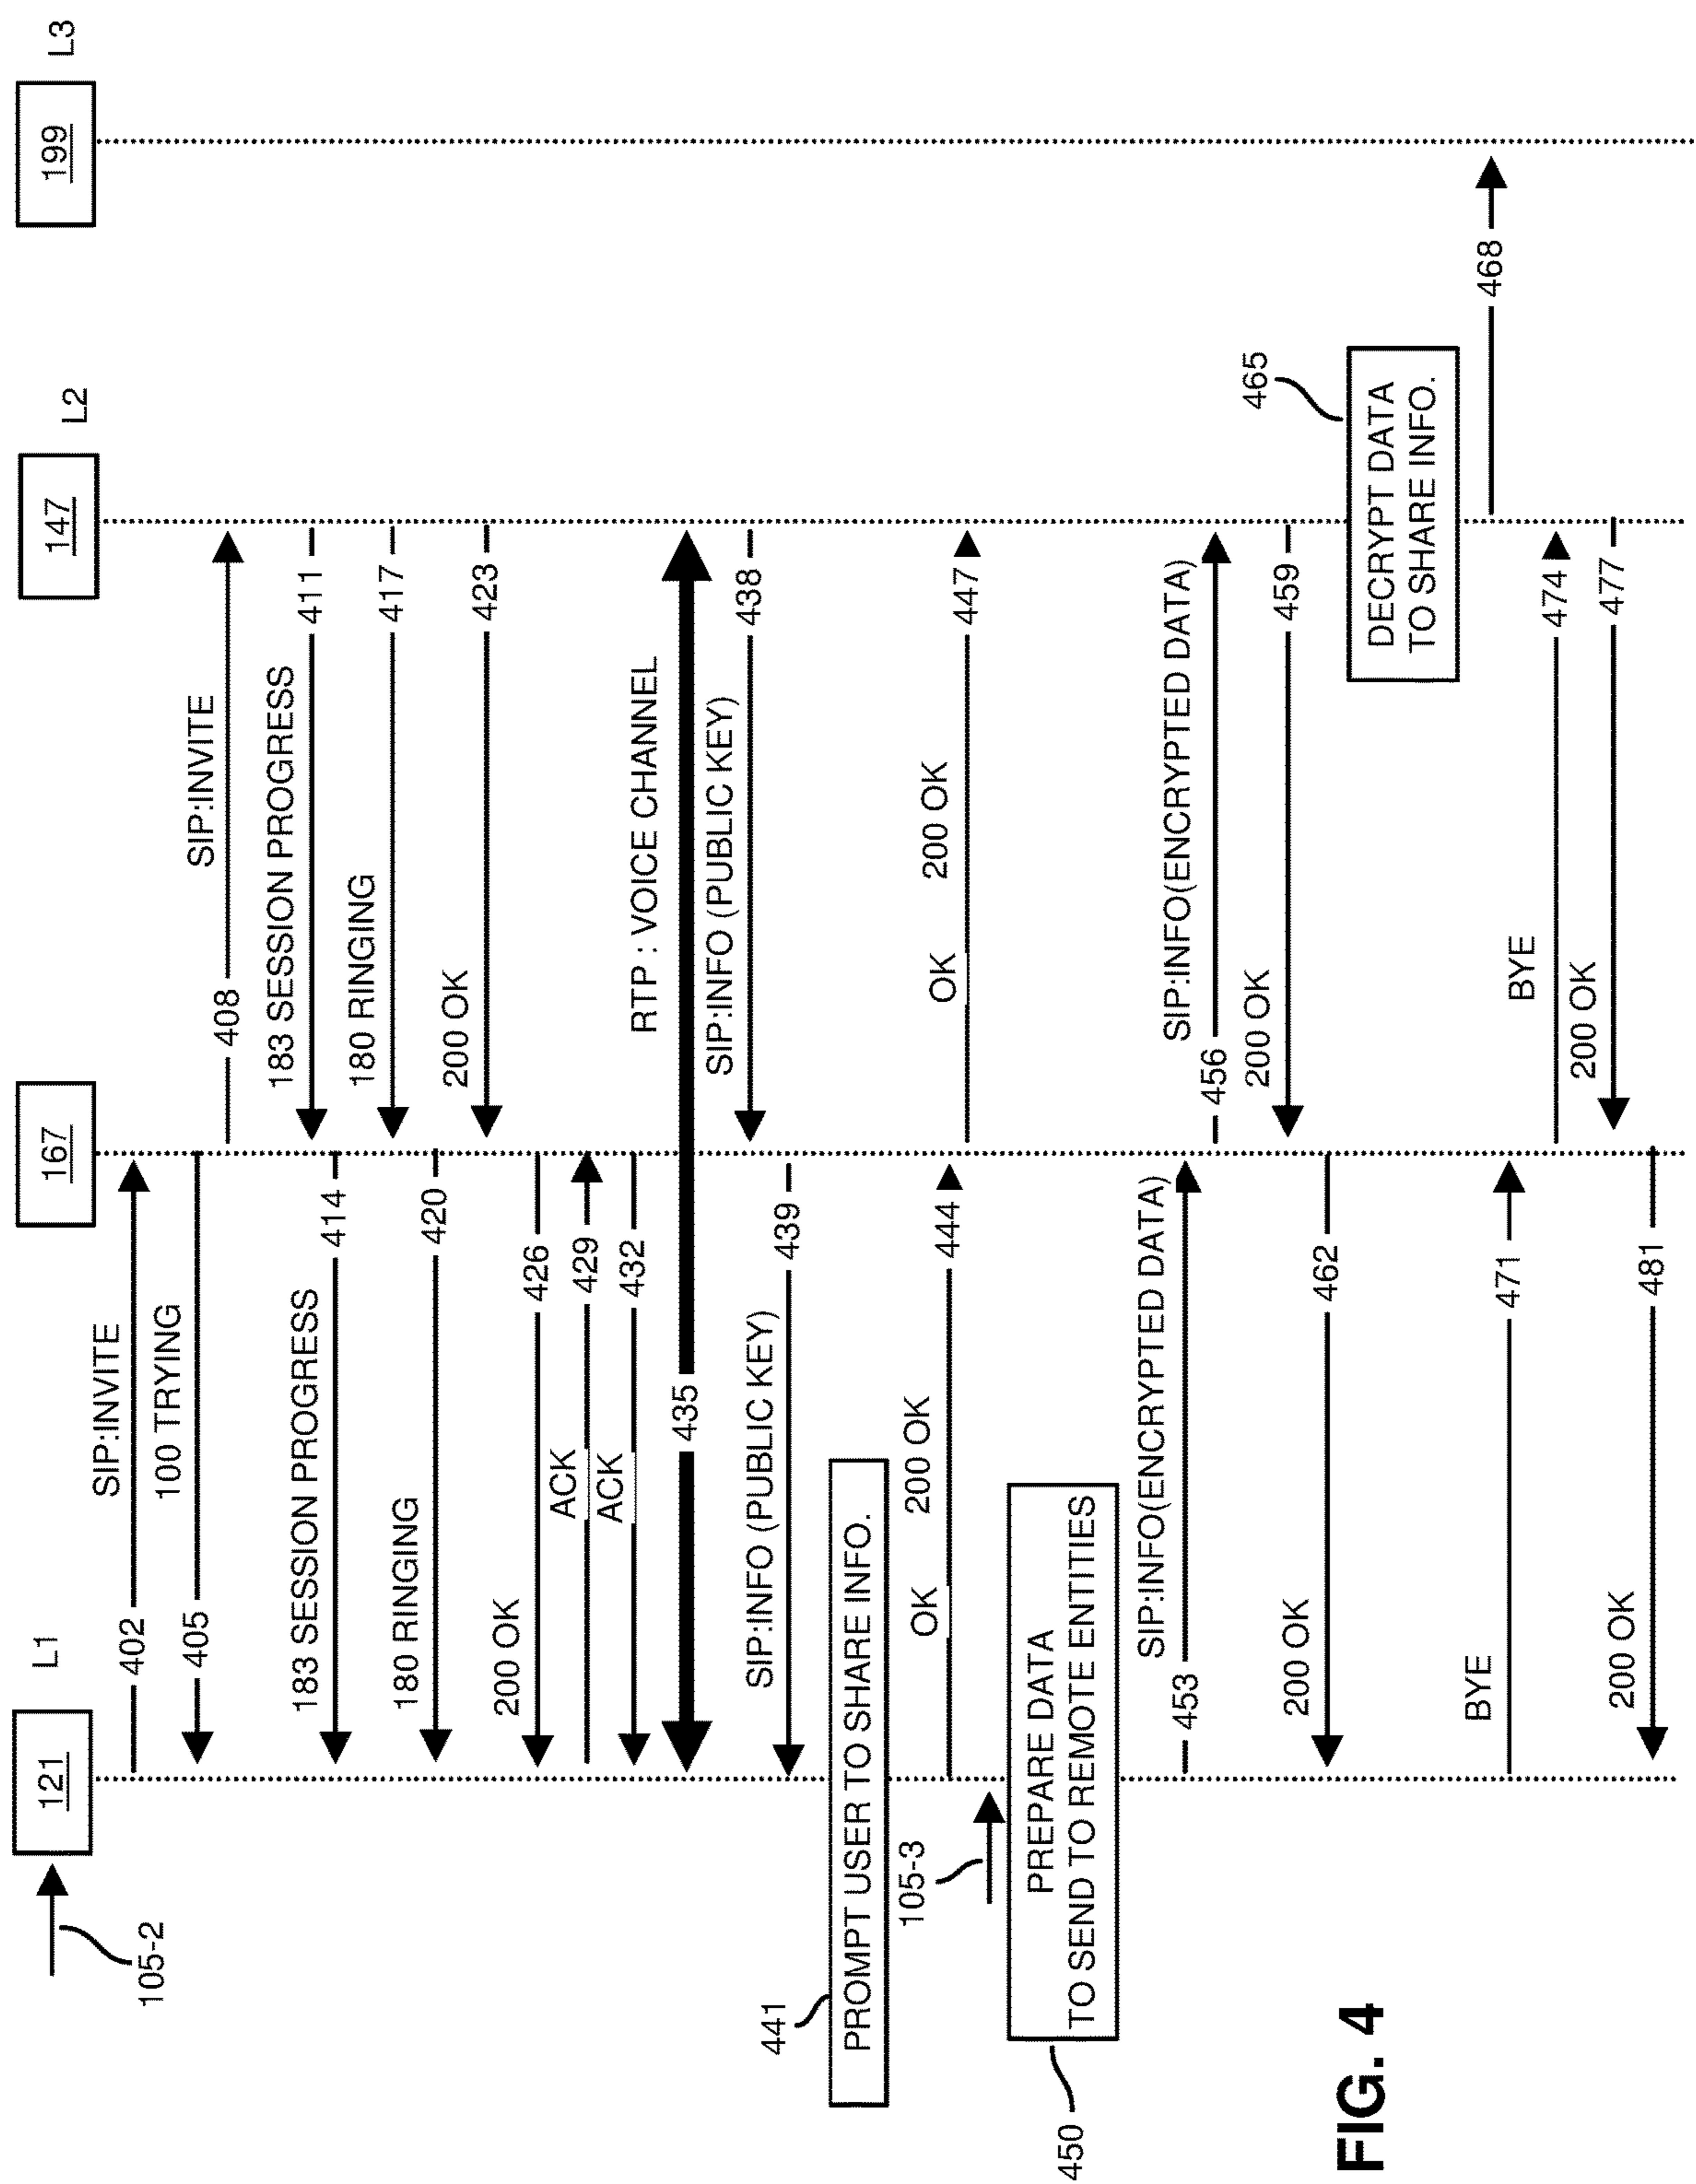 121
L1
167
147
L2
199
L3
105-2
SIP:INVITE
402
100 TRYING
405
SIP:INVITE
408
183 SESSION PROGRESS
411
183 SESSION PROGRESS
414
180 RINGING
417
180 RINGING
420
200 OK
423
200 OK
426
ACK
429
ACK
432
RTP : VOICE CHANNEL
435
SIP:INFO (PUBLIC KEY)
438
SIP:INFO (PUBLIC KEY)
439
441
PROMPT USER TO SHARE INFO.
OK 200 OK
444
OK 200 OK
447
105-3
450
PREPARE DATA
TO SEND TO REMOTE ENTITIES
SIP:INFO(ENCRYPTED DATA)
453
SIP:INFO(ENCRYPTED DATA)
456
200 OK
459
200 OK
462
465
DECRYPT DATA
TO SHARE INFO.
468
BYE
471
BYE
474
200 OK
477
200 OK
481
FIG. 4